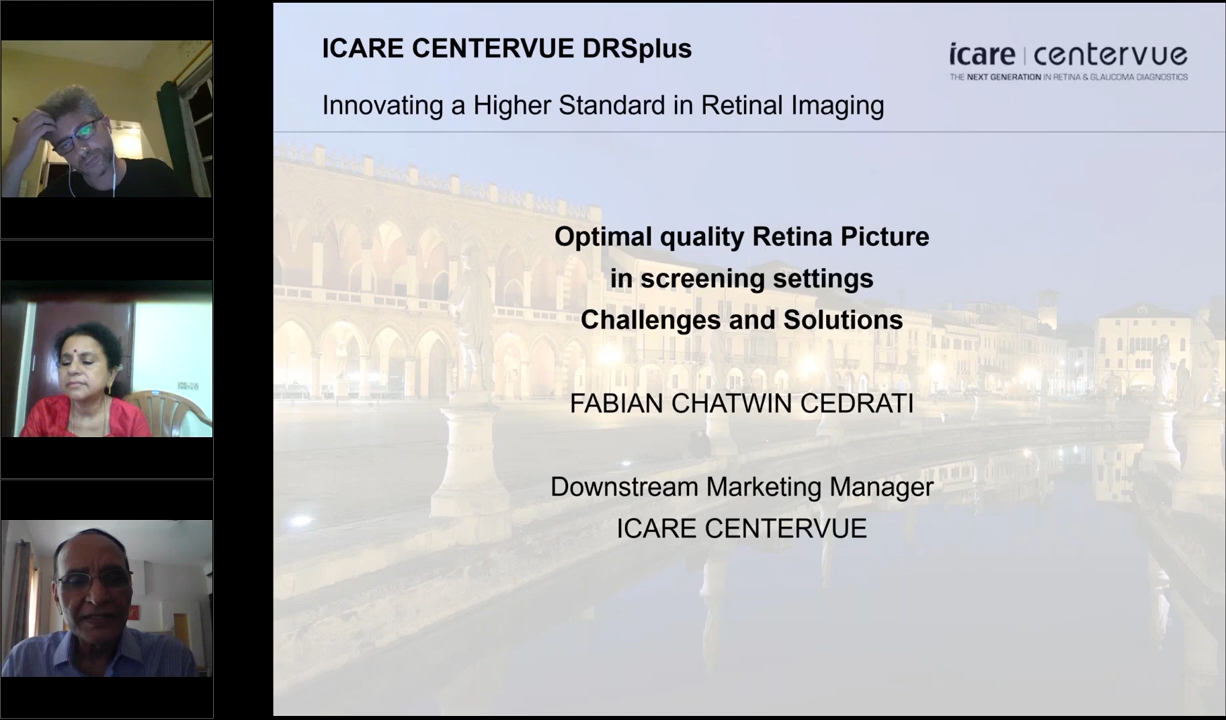 ICARE CENTERVUE DRSplus
icare | centervue
THE NEXT GENERATION IN RETINA & GLAUCOMA DIAGNOSTICS
Innovating a Higher Standard in Retinal Imaging
Optimal quality Retina Picture
in screening settings
Challenges and Solutions
FABIAN CHATWIN CEDRATI
Downstream Marketing Manager
ICARE CENTERVUE